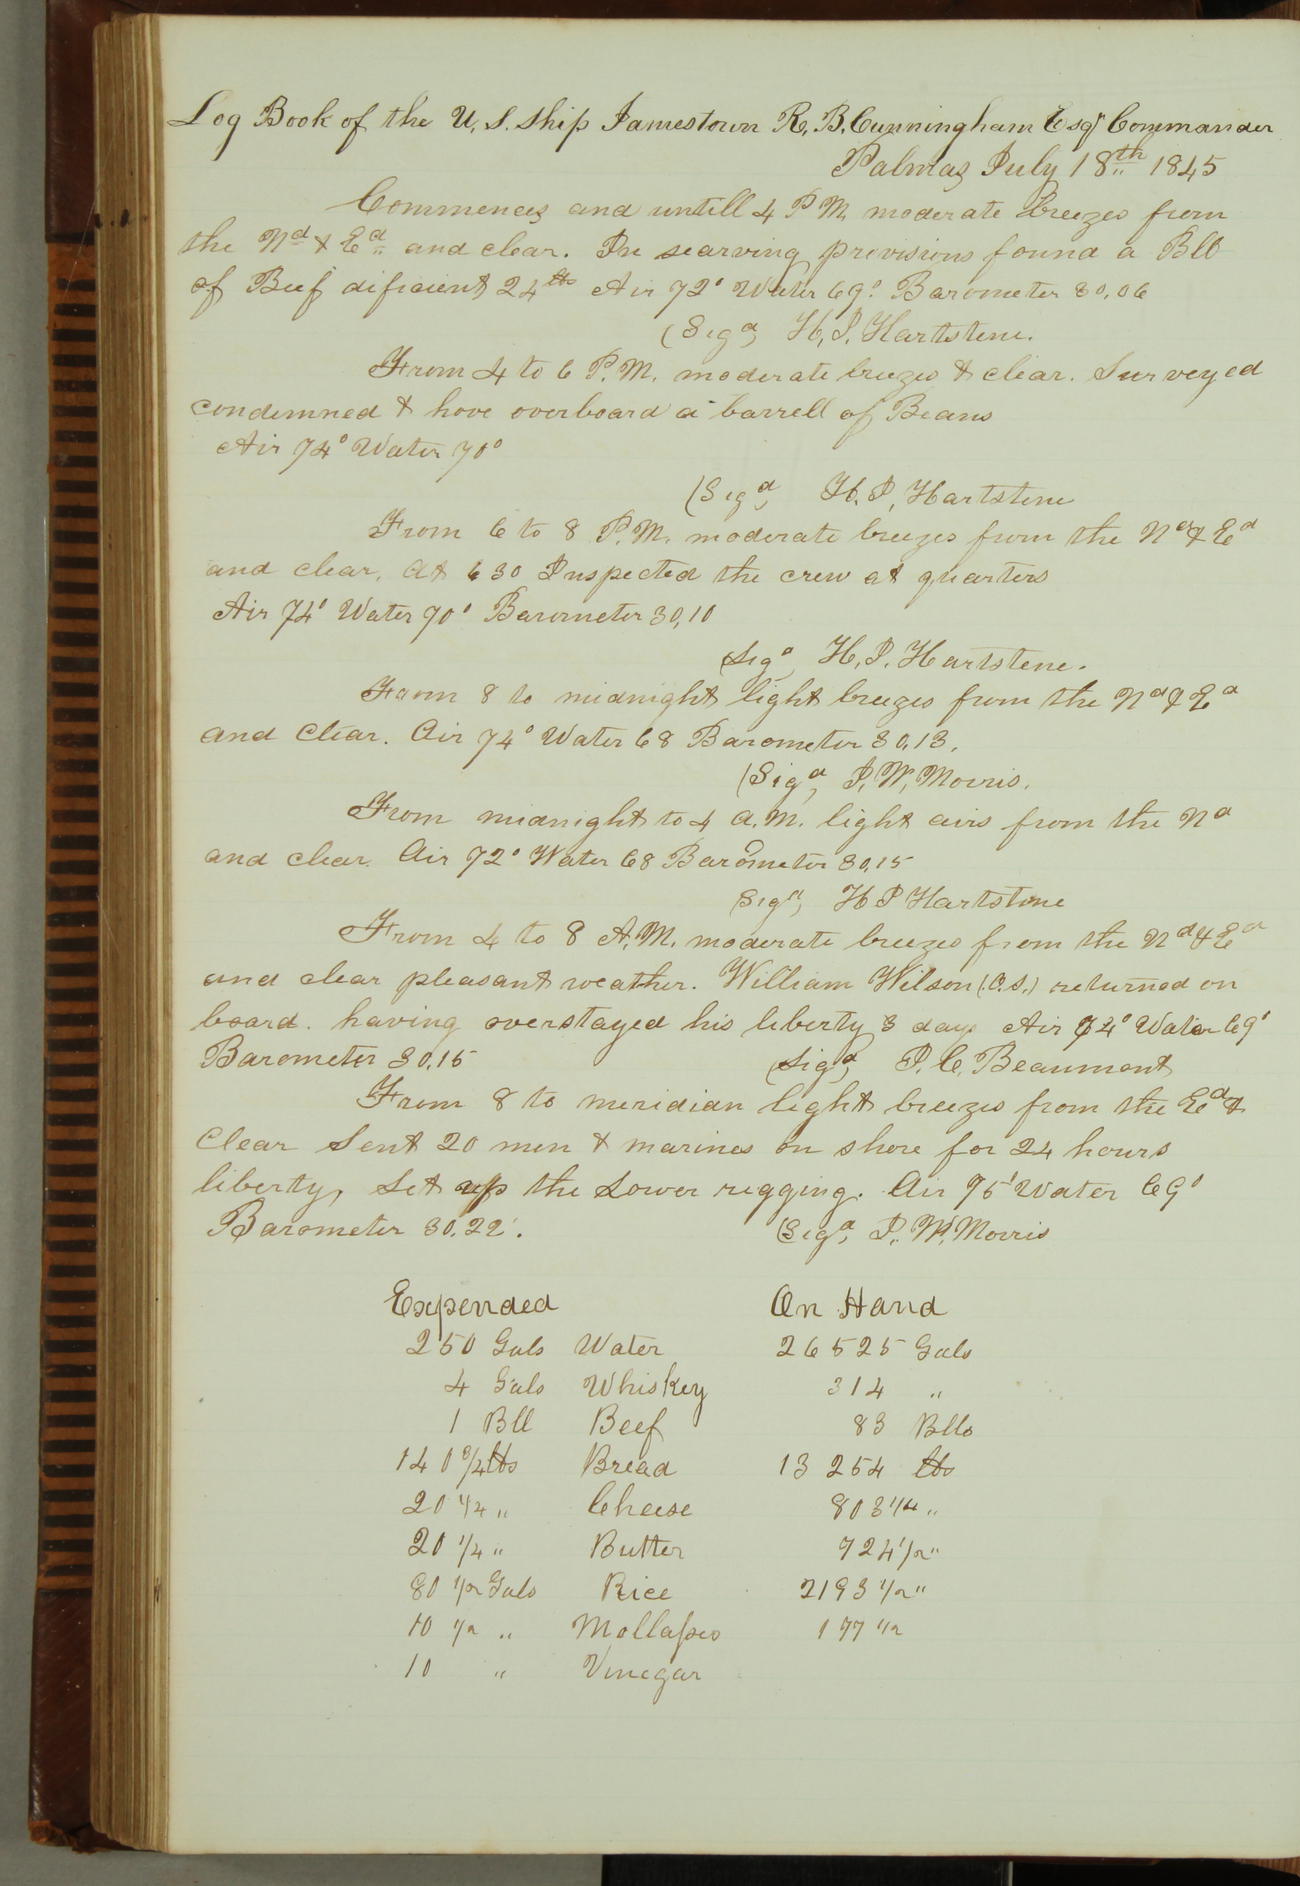 Log Book of the U. S. Ship Jamestown R. B. Cunningham Esqr Commander
Palmas July 18th 1845
Commences and untill 4 P M moderate breezes from
the Nd & Ed and clear. In searving provisions found a Bll
of Beef dificient 24 lbs Air 72° Water 69° Barometer 30,06
(Sigd, H, J. Hartstene.
From 4 to 6 P. M. moderate breezes & clear. Surveyed
condemned & hove overboard a barrell of Beans
Air 74° Water 70°
(Sigd, H. J, Hartstene
From 6 to 8 P. M. moderate breezes from the Nd & Ed
and clear. At 6 30 Inspected the crew at quarters
Air 74° Water 70° Barometer 30,10
(Sigd, H, J. Hartstene.
From 8 to midnight light breezes from the Nd & Ed
and Clear. Air 74° Water 68 Barometer 30,13.
(Sigd, J, W, Morris.
From midnight to 4 A. M. light airs from the Nd
and clear. Air 72° Water 68 Barometer 30,15
(Sigd, H J Hartstene
From 4 to 8 A. M. moderate breezes from the Nd & Ed
and clear pleasant weather. William Wilson (O. S.) returned on
board. having overstayed his liberty 3 days Air 74° Water 69°
Barometer 30.15 (Sigd, J. C. Beaumont
From 8 to meridian light breezes from the Ed &
Clear Sent 20 men & marines on shore for 24 hours
liberty, Set up the Lower rigging. Air 75° Water 69°
Barometer 30.22. (Sigd, J. W. Morris
Expended On Hand
250 Gals Water 26525 Gals
4 Gals Whiskey 314 "
1 Bll Beef 83 Blls
140 3/4 lbs Bread 13 254 lbs
20 1/4 " Cheese 803 1/4 "
20 1/4 " Butter 924 1/2 "
80 1/2 Gals Rice 2193 1/2 "
10 1/2 " Mollasses 177 1/2
10 " Vinegar